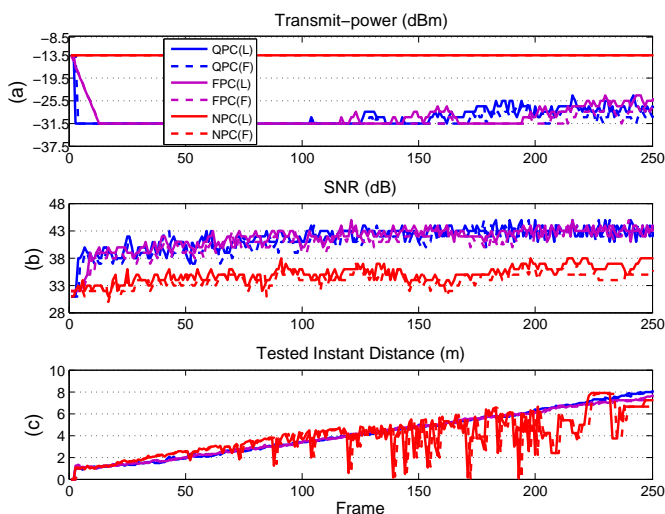 Transmit−power (dBm)
−8.5
−13.5
−19.5
−25.5
−31.5
−37.5
(a)
QPC(L)
QPC(F)
FPC(L)
FPC(F)
NPC(L)
NPC(F)
0 50 100 150 200 250
SNR (dB)
48
43
38
33
28
(b)
0 50 100 150 200 250
Tested Instant Distance (m)
10
8
6
4
2
0
(c)
0 50 100 150 200 250
Frame